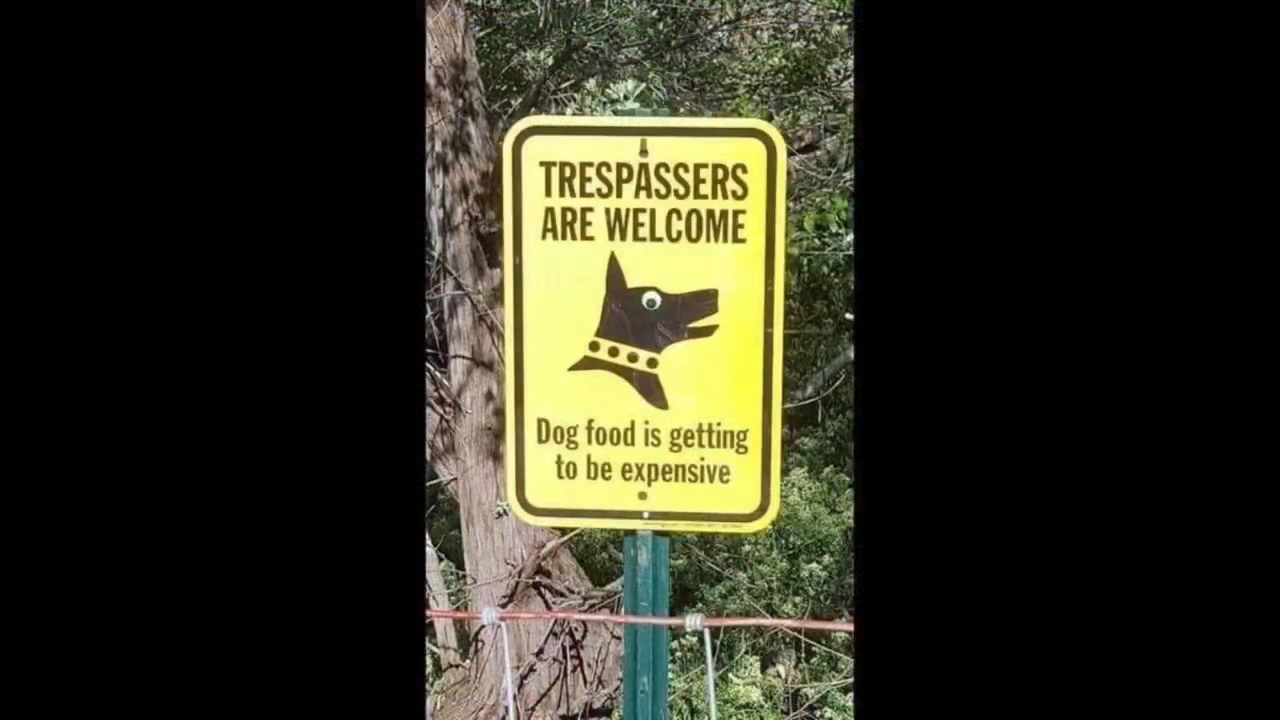 TRESPASSERS
ARE WELCOME
Dog food is getting
to be expensive